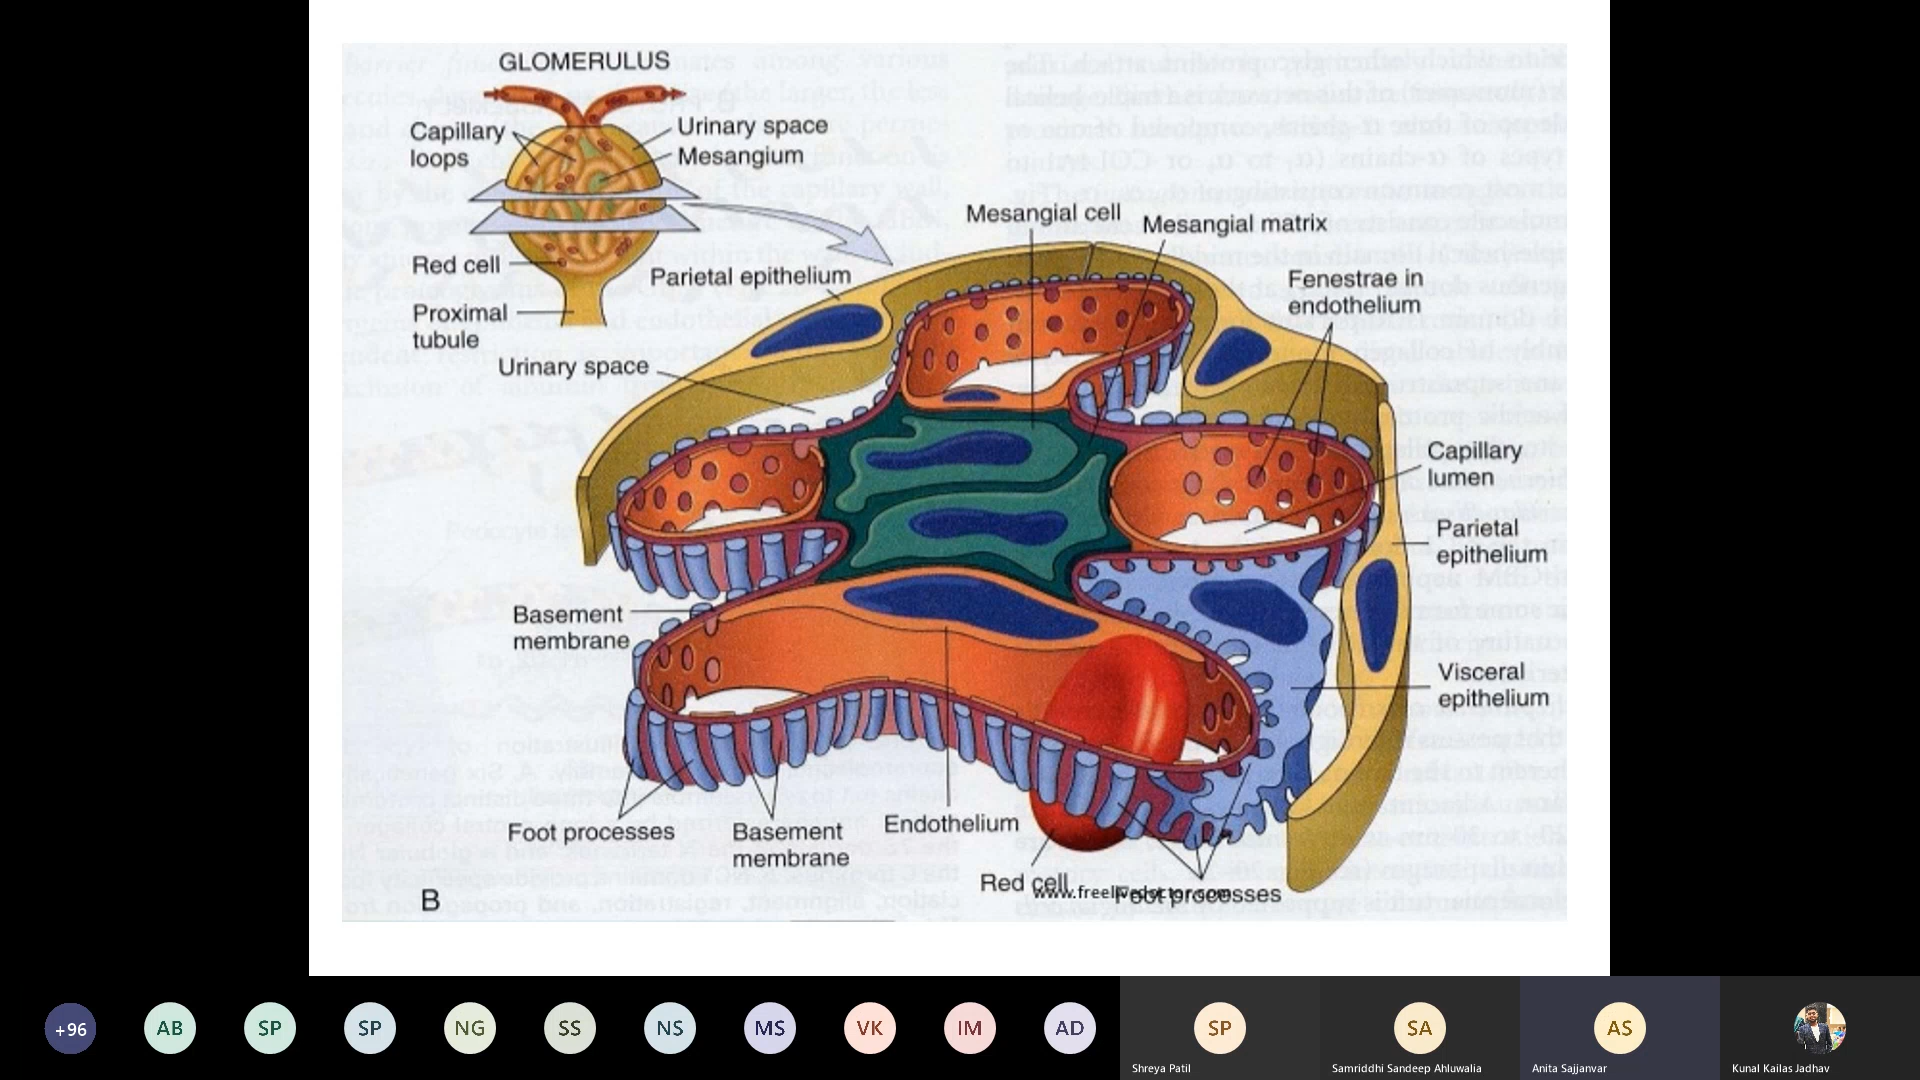 GLOMERULUS
Capillary
loops
Urinary space
Mesangium
Red cell
Proximal
tubule
Parietal epithelium
Urinary space
Mesangial cell
Mesangial matrix
Fenestrae in
endothelium
Capillary
lumen
Parietal
epithelium
Basement
membrane
Visceral
epithelium
Foot processes
Basement
membrane
Endothelium
Red cell
www.freelivedoctor.com
Foot processes
B
+96
AB
SP
SP
NG
SS
NS
MS
VK
IM
AD
SP
Shreya Patil
SA
Samriddhi Sandeep Ahluwalia
AS
Anita Sajjanvar
Kunal Kailas Jadhav